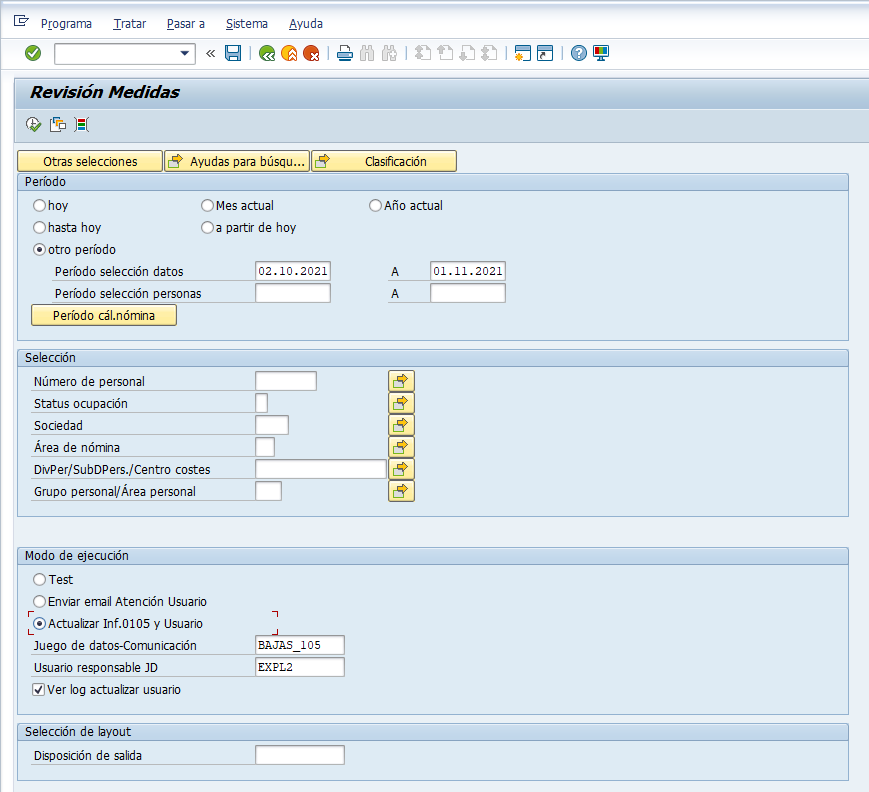 Programa Tratar Pasar a Sistema Ayuda
Revisión Medidas
Otras selecciones Ayudas para búsqu... Clasificación
Período
hoy Mes actual Año actual
hasta hoy a partir de hoy
otro período
Período selección datos 02.10.2021 A 01.11.2021
Período selección personas A
Período cál.nómina
Selección
Número de personal
Status ocupación
Sociedad
Área de nómina
DivPer/SubDPers./Centro costes
Grupo personal/Área personal
Modo de ejecución
Test
Enviar email Atención Usuario
Actualizar Inf.0105 y Usuario
Juego de datos-Comunicación BAJAS_105
Usuario responsable JD EXPL2
Ver log actualizar usuario
Selección de layout
Disposición de salida